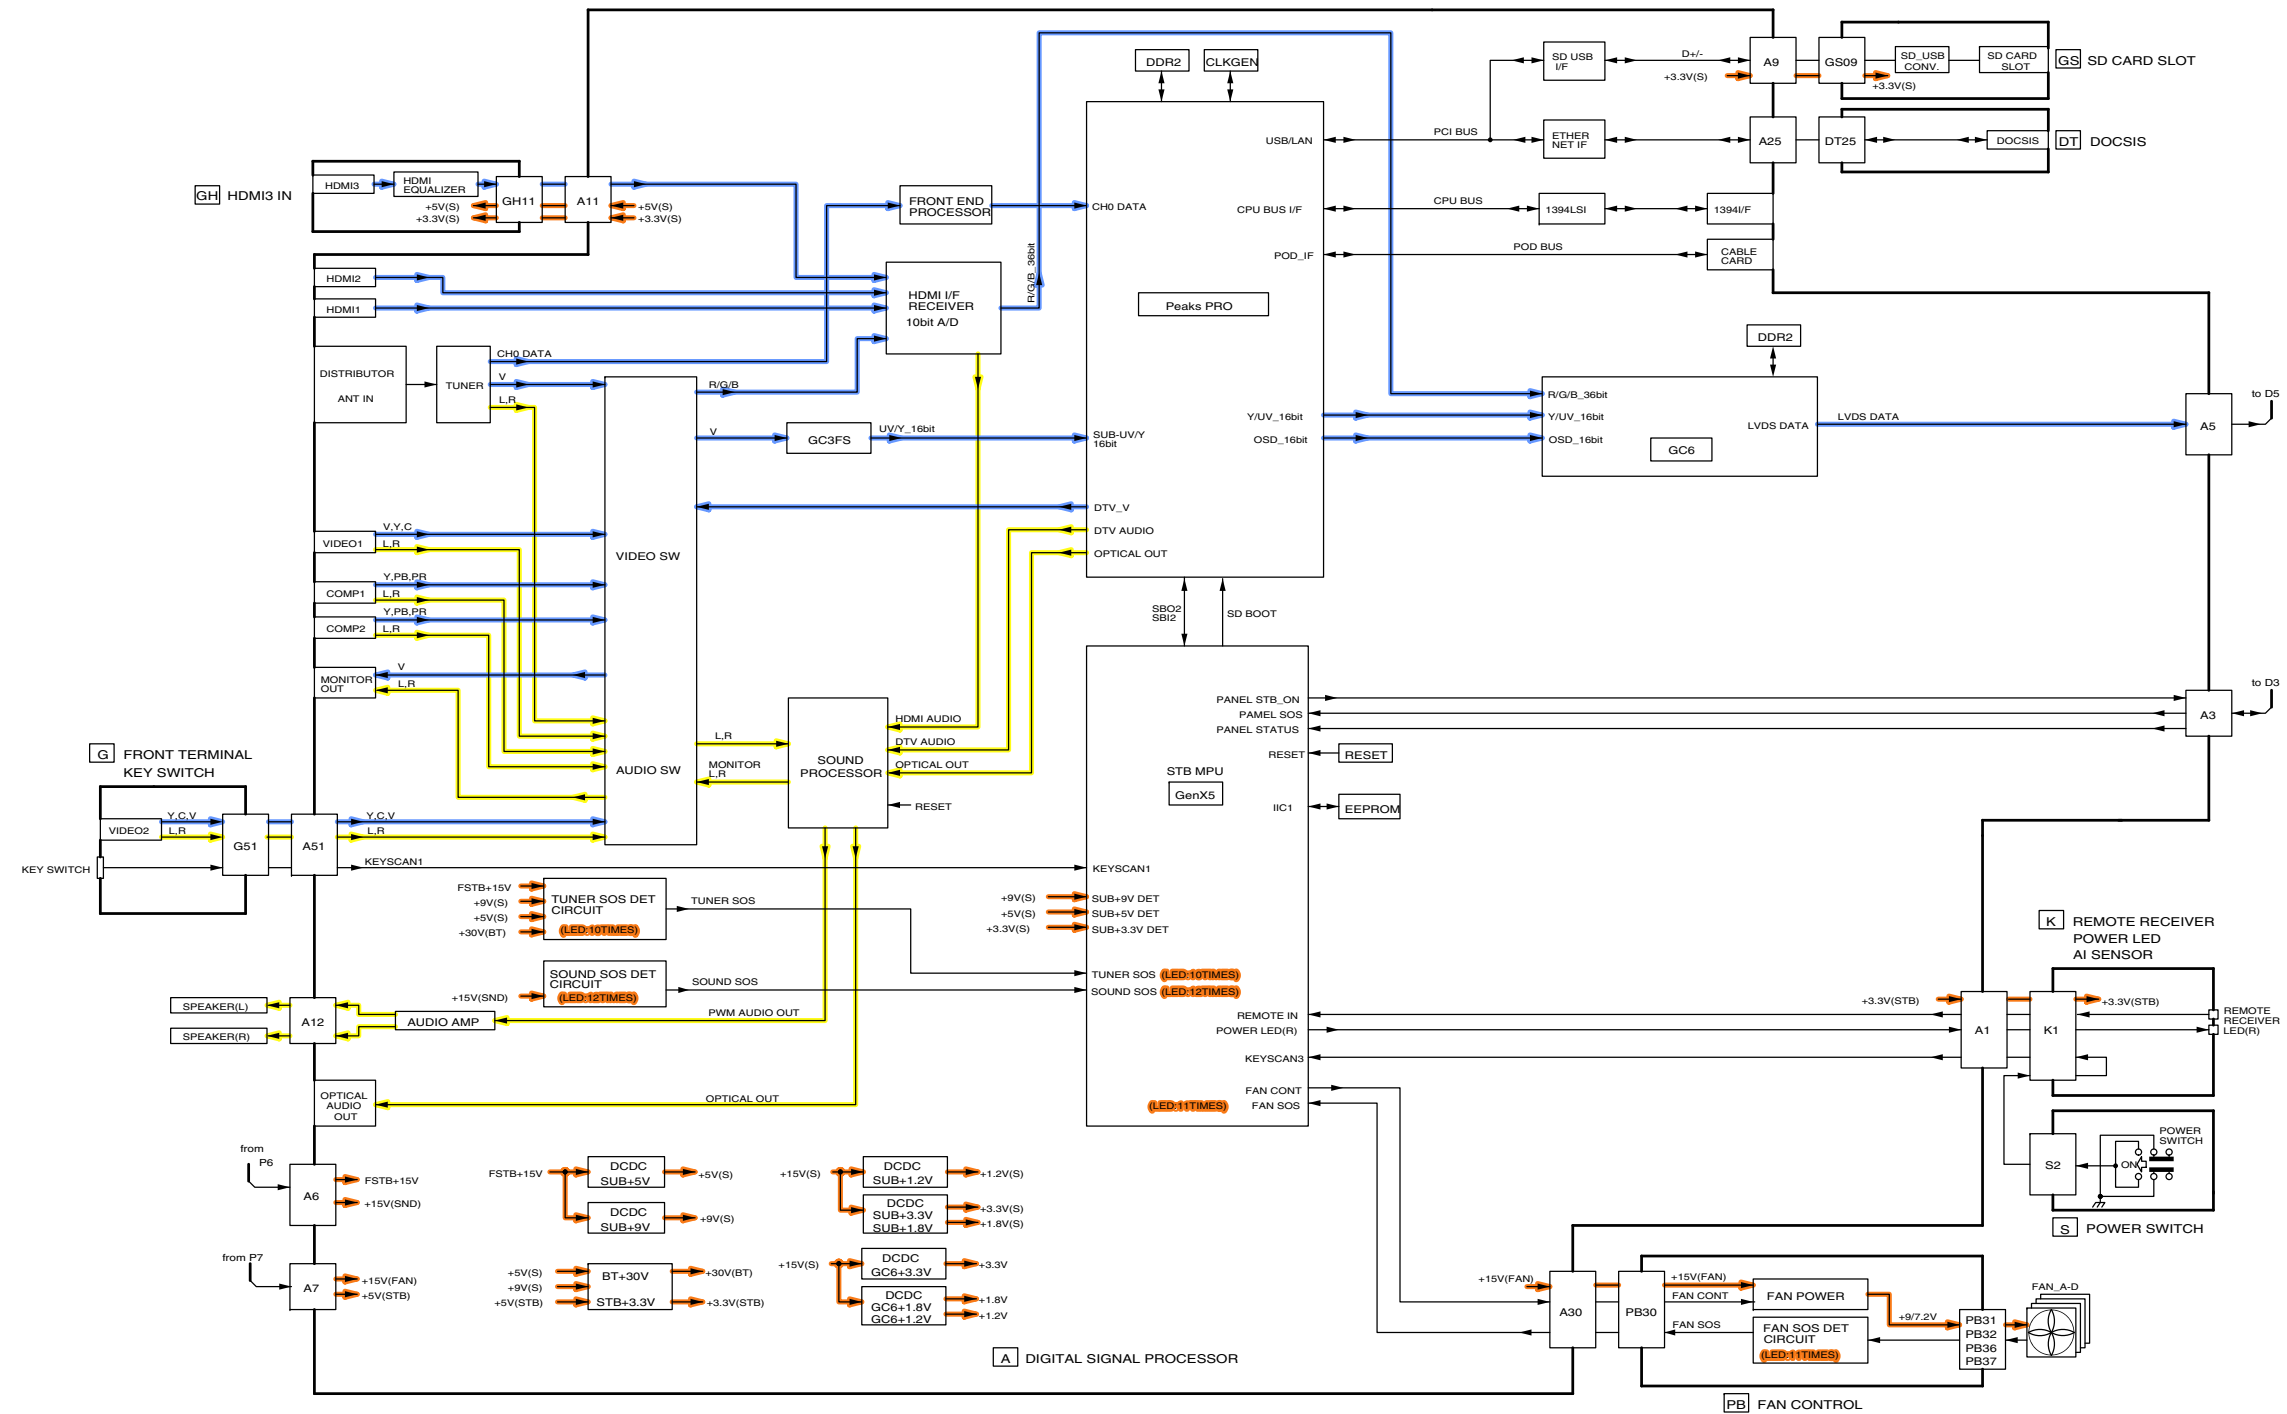 GH HDMI3 IN
HDMI3
HDMI
EQUALIZER
+5V(S)
+3.3V(S)
GH11
A11
+5V(S)
+3.3V(S)
HDMI2
HDMI1
DISTRIBUTOR
ANT IN
TUNER
CH0 DATA
V
L,R
FRONT END
PROCESSOR
HDMI I/F
RECEIVER
10bit A/D
R/G/B_36bit
R/G/B
V
GC3FS
UV/Y_16bit
VIDEO SW
AUDIO SW
VIDEO1
V,Y,C
L,R
COMP1
Y,PB,PR
L,R
COMP2
Y,PB,PR
L,R
MONITOR
OUT
V
L,R
G FRONT TERMINAL
KEY SWITCH
VIDEO2
Y,C,V
L,R
KEY SWITCH
G51
A51
Y,C,V
L,R
KEYSCAN1
L,R
MONITOR
L,R
SOUND
PROCESSOR
HDMI AUDIO
DTV AUDIO
OPTICAL OUT
RESET
DDR2
CLKGEN
CH0 DATA
SUB-UV/Y
16bit
DTV_V
DTV AUDIO
OPTICAL OUT
Peaks PRO
USB/LAN
CPU BUS I/F
POD_IF
Y/UV_16bit
OSD_16bit
PCI BUS
CPU BUS
POD BUS
SD USB
I/F
D+/-
+3.3V(S)
A9
GS09
+3.3V(S)
SD_USB
CONV.
SD CARD
SLOT
GS SD CARD SLOT
ETHER
NET IF
A25
DT25
DOCSIS
DT DOCSIS
1394LSI
1394I/F
CABLE
CARD
DDR2
R/G/B_36bit
Y/UV_16bit
OSD_16bit
GC6
LVDS DATA
LVDS DATA
A5
to D5
SBO2
SBI2
SD BOOT
PANEL STB_ON
PAMEL SOS
PANEL STATUS
A3
to D3
RESET
RESET
STB MPU
GenX5
IIC1
EEPROM
KEYSCAN1
+9V(S)
+5V(S)
+3.3V(S)
SUB+9V DET
SUB+5V DET
SUB+3.3V DET
TUNER SOS (LED:10TIMES)
SOUND SOS (LED:12TIMES)
REMOTE IN
POWER LED(R)
KEYSCAN3
FAN CONT
(LED:11TIMES) FAN SOS
FSTB+15V
+9V(S)
+5V(S)
+30V(BT)
TUNER SOS DET
CIRCUIT
(LED:10TIMES)
TUNER SOS
+15V(SND)
SOUND SOS DET
CIRCUIT
(LED:12TIMES)
SOUND SOS
SPEAKER(L)
SPEAKER(R)
A12
AUDIO AMP
PWM AUDIO OUT
OPTICAL
AUDIO
OUT
OPTICAL OUT
from
P6
A6
FSTB+15V
+15V(SND)
from P7
A7
+15V(FAN)
+5V(STB)
FSTB+15V
DCDC
SUB+5V
+5V(S)
DCDC
SUB+9V
+9V(S)
+5V(S)
+9V(S)
+5V(STB)
BT+30V
STB+3.3V
+30V(BT)
+3.3V(STB)
+15V(S)
DCDC
SUB+1.2V
+1.2V(S)
DCDC
SUB+3.3V
SUB+1.8V
+3.3V(S)
+1.8V(S)
+15V(S)
DCDC
GC6+3.3V
+3.3V
DCDC
GC6+1.8V
GC6+1.2V
+1.8V
+1.2V
A DIGITAL SIGNAL PROCESSOR
K REMOTE RECEIVER
POWER LED
AI SENSOR
+3.3V(STB)
A1
K1
+3.3V(STB)
REMOTE
RECEIVER
LED(R)
S2
POWER
SWITCH
ON
S POWER SWITCH
+15V(FAN)
A30
PB30
+15V(FAN)
FAN CONT
FAN SOS
FAN POWER
FAN SOS DET
CIRCUIT
(LED:11TIMES)
+9/7.2V
PB31
PB32
PB36
PB37
FAN_A-D
PB FAN CONTROL